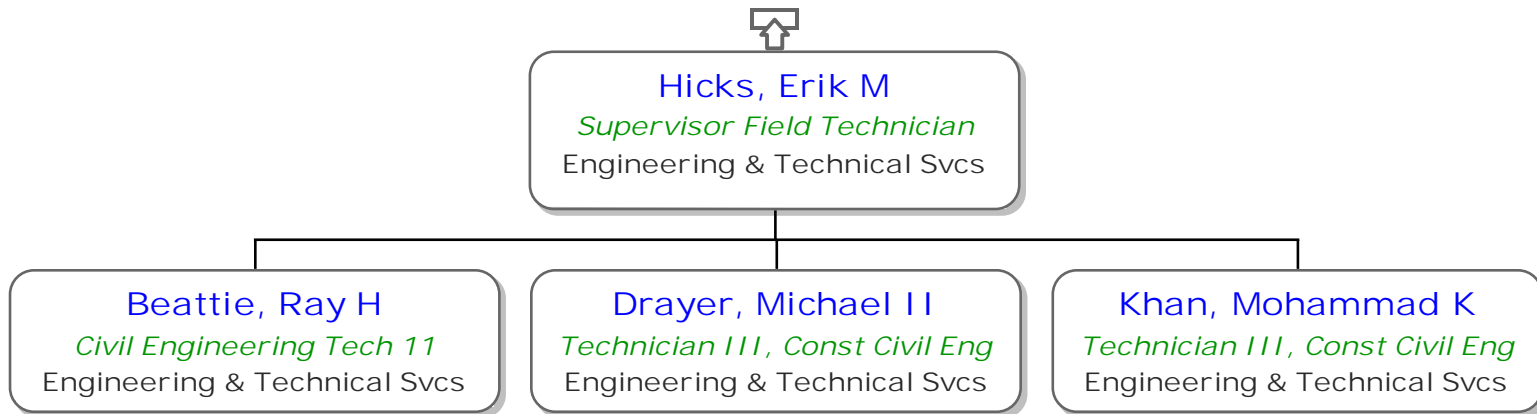 Hicks, Erik M
Supervisor Field Technician
Engineering & Technical Svcs
Beattie, Ray H
Civil Engineering Tech 11
Engineering & Technical Svcs
Drayer, Michael II
Technician III, Const Civil Eng
Engineering & Technical Svcs
Khan, Mohammad K
Technician III, Const Civil Eng
Engineering & Technical Svcs